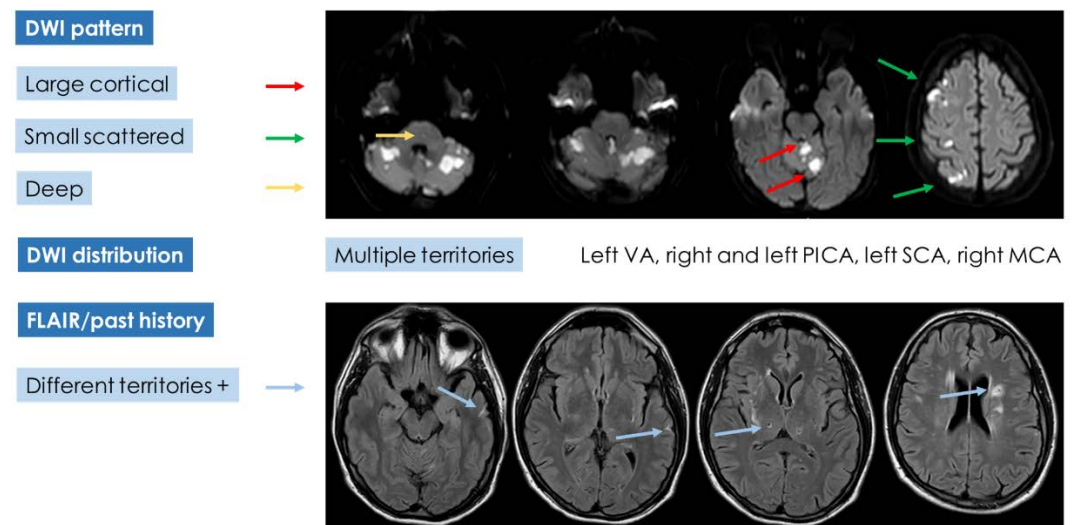 DWI pattern
Large cortical
Small scattered
Deep
DWI distribution
Multiple territories
Left VA, right and left PICA, left SCA, right MCA
FLAIR/past history
Different territories +